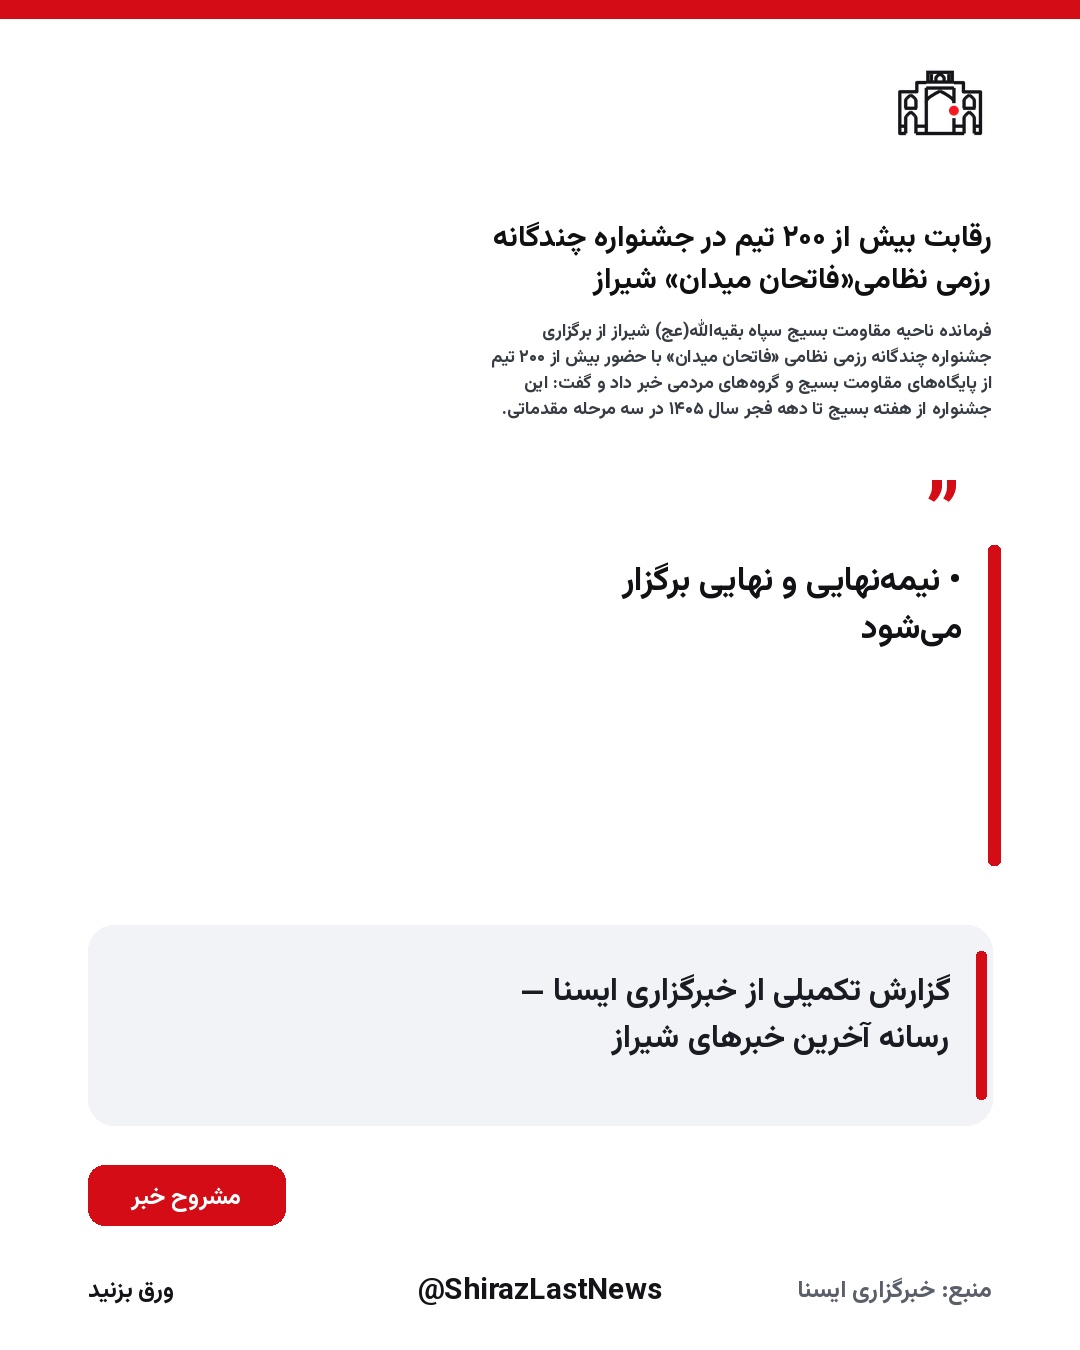 رقابت بیش از ۲۰۰ تیم در جشنواره چندگانه
رزمی نظامی«فاتحان میدان» شیراز
فرمانده ناحیه مقاومت بسیج سپاه بقیه‌الله(عج) شیراز از برگزاری
جشنواره چندگانه رزمی نظامی «فاتحان میدان» با حضور بیش از ۲۰۰ تیم
از پایگاه‌های مقاومت بسیج و گروه‌های مردمی خبر داد و گفت: این
جشنواره از هفته بسیج تا دهه فجر سال ۱۴۰۵ در سه مرحله مقدماتی.
”
• نیمه‌نهایی و نهایی برگزار
می‌شود
گزارش تکمیلی از خبرگزاری ایسنا —
رسانه آخرین خبرهای شیراز
مشروح خبر
منبع: خبرگزاری ایسنا
@ShirazLastNews
ورق بزنید